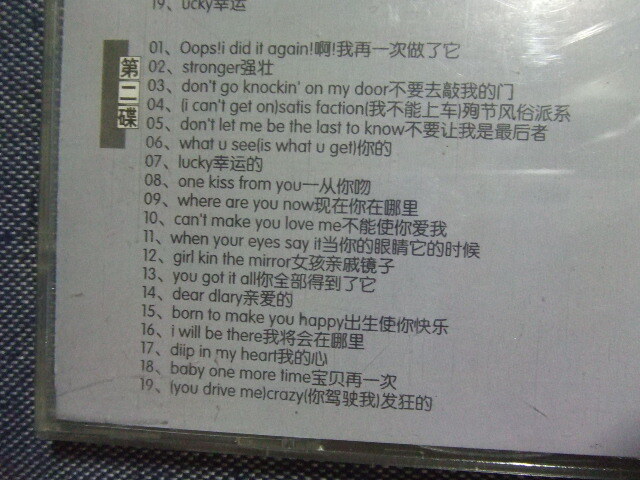 19、lucky幸运
第二碟
01、Oops!i did it again!啊!我再一次做了它
02、stronger强壮
03、don't go knockin' on my door不要去敲我的门
04、(i can't get on)satis faction(我不能上车)殉节风俗派系
05、don't let me be the last to know不要让我是最后者
06、what u see(is what u get)你的
07、lucky幸运的
08、one kiss from you一从你吻
09、where are you now现在你在哪里
10、can't make you love me不能使你爱我
11、when your eyes say it当你的眼睛它的时候
12、girl kin the mirror女孩亲戚镜子
13、you got it all你全部得到了它
14、dear dlary亲爱的
15、born to make you happy出生使你快乐
16、i will be there我将会在哪里
17、diip in my heart我的心
18、baby one more time宝贝再一次
19、(you drive me)crazy(你驾驶我)发狂的